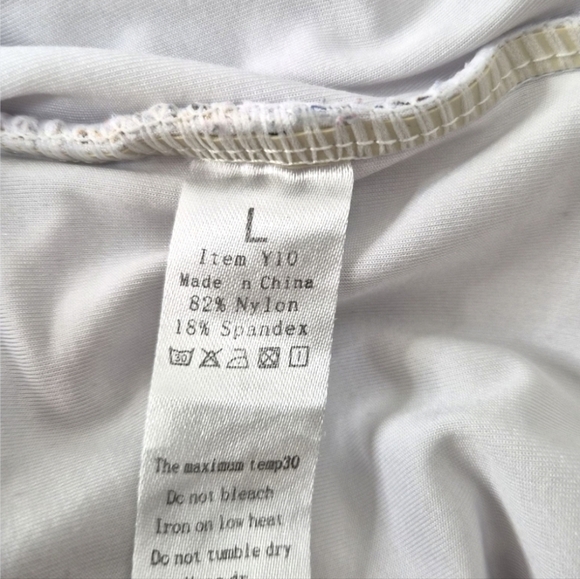 L
Item Y10
Made n China
82% Nylon
18% Spandex
30
The maximum temp30
Do not bleach
Iron on low heat
Do not tumble dry